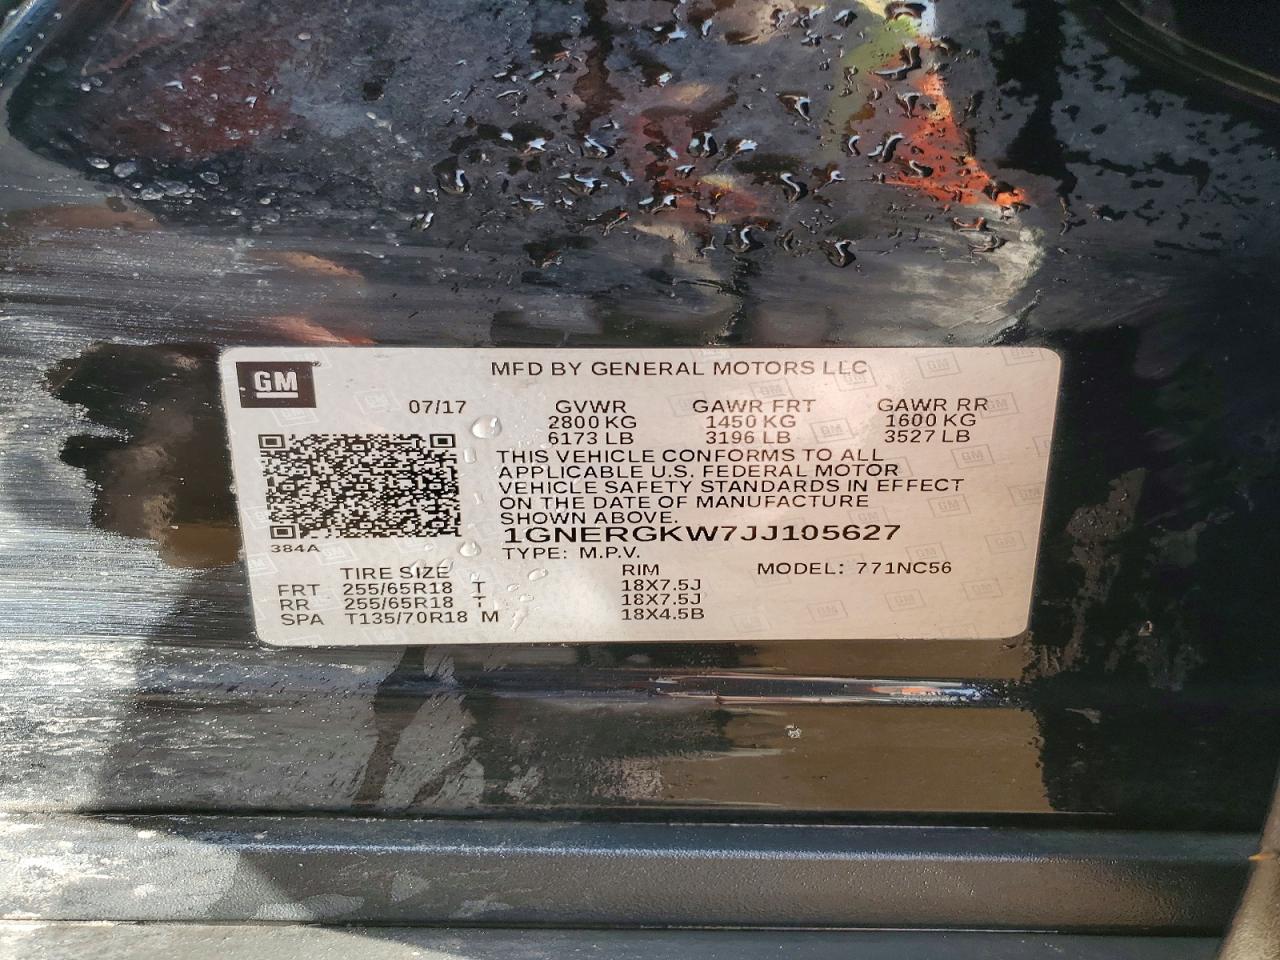 GM
MFD BY GENERAL MOTORS LLC
07/17 GVWR GAWR FRT GAWR RR
2800 KG 1450 KG 1600 KG
6173 LB 3196 LB 3527 LB
THIS VEHICLE CONFORMS TO ALL
APPLICABLE U.S. FEDERAL MOTOR
VEHICLE SAFETY STANDARDS IN EFFECT
ON THE DATE OF MANUFACTURE
SHOWN ABOVE.
1GNERGKW7JJ105627
384A
TYPE: M.P.V.
TIRE SIZE RIM MODEL: 771NC56
FRT 255/65R18 T 18X7.5J
RR 255/65R18 T 18X7.5J
SPA T135/70R18 M 18X4.5B